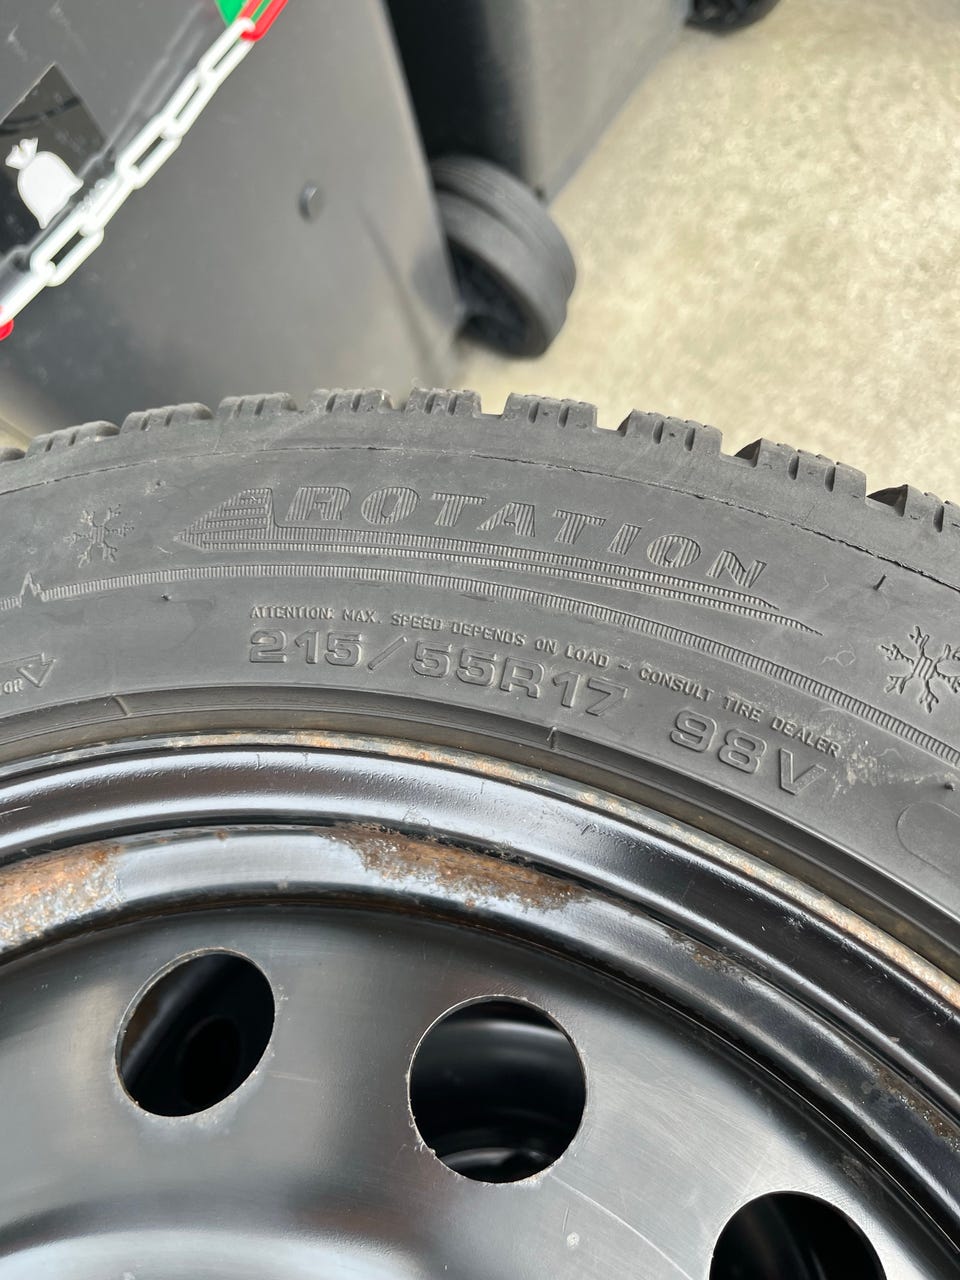 ROTATION
ATTENTION: MAX. SPEED DEPENDS ON LOAD - CONSULT TIRE DEALER
215/55R17 98V